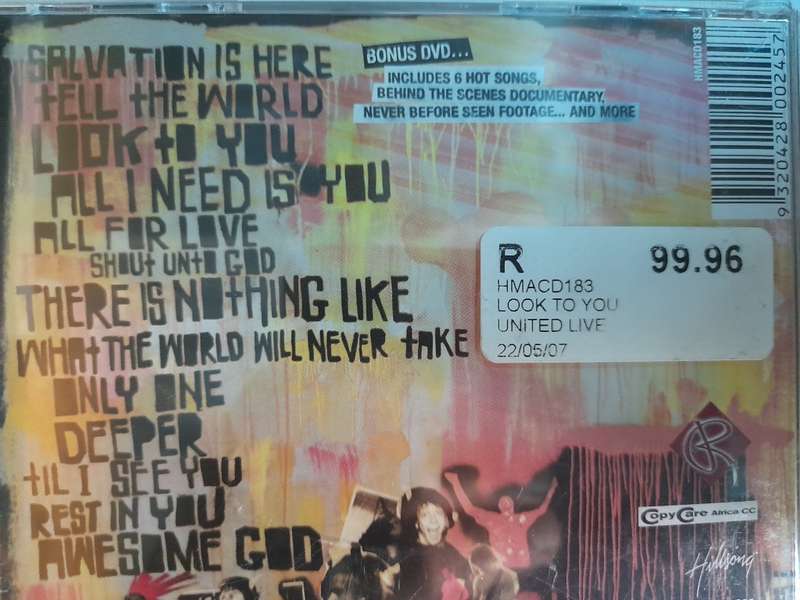 SALVATION IS HERE
tELL tHE WORLD
LOOK to YOU
ALL I NEED IS YOU
ALL FOR LOVE
SHOUt UNtO GOD
THERE IS NOtHING LIKE
WHAt THE WORLD WILL NEVER tAKE
ONLY ONE
DEEPER
tIL I SEE YOU
REST IN YOU
AWESOME GOD
BONUS DVD...
INCLUDES 6 HOT SONGS,
BEHIND THE SCENES DOCUMENTARY,
NEVER BEFORE SEEN FOOTAGE... AND MORE
HMACD183
9 320428 002457
R 99.96
HMACD183
LOOK TO YOU
UNITED LIVE
22/05/07
CopyCare Africa CC
Hillsong